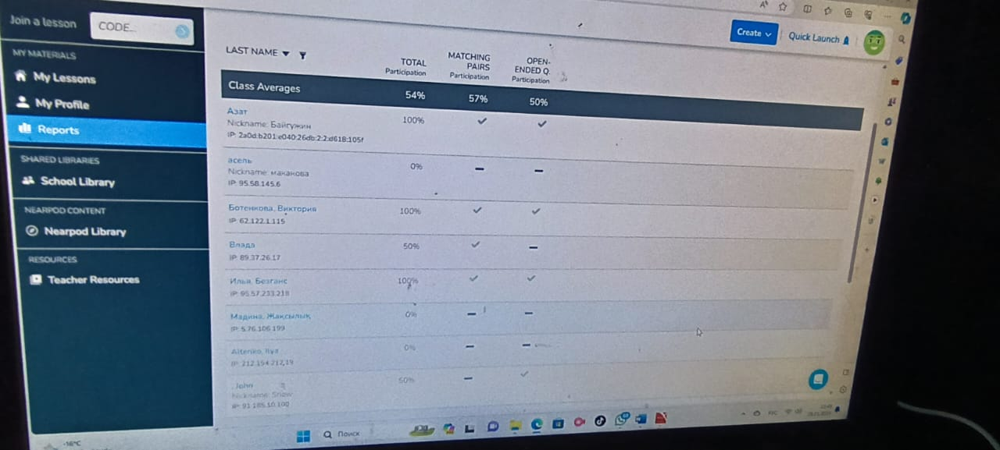 Join a lesson
CODE...
Create
Quick Launch
MY MATERIALS
My Lessons
My Profile
Reports
SHARED LIBRARIES
School Library
NEARPOD CONTENT
Nearpod Library
RESOURCES
Teacher Resources
LAST NAME
TOTAL
Participation
MATCHING
PAIRS
Participation
OPEN-
ENDED Q.
Participation
Class Averages 54% 57% 50%
Азат 100%
Nickname: Байгужин
IP: 2a0d:b201:e040:26db:2:2:d618:105f
асель 0%
Nickname: маканова
IP: 95.58.145.6
Ботенкова, Виктория 100%
IP: 62.122.1.115
Влада 50%
IP: 89.37.26.17
Илья, Безганс 100%
IP: 95.57.233.218
Мадина, Жақсылық 0%
IP: 5.76.106.199
Altenko, Ilya 0%
IP: 212.154.212.19
John 50%
Nickname: Snow
IP: 91.185.10.100
-16°C
Поиск
РУС